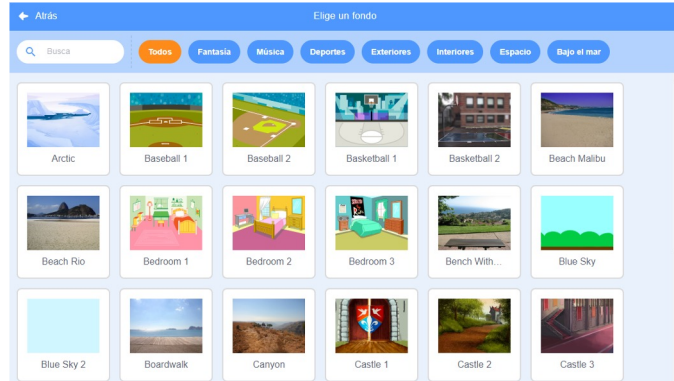 Atrás
Elige un fondo
Busca
Todos
Fantasía
Música
Deportes
Exteriores
Interiores
Espacio
Bajo el mar
Arctic
Baseball 1
Baseball 2
Basketball 1
Basketball 2
Beach Malibu
Beach Rio
Bedroom 1
Bedroom 2
Bedroom 3
Bench With...
Blue Sky
Blue Sky 2
Boardwalk
Canyon
Castle 1
Castle 2
Castle 3